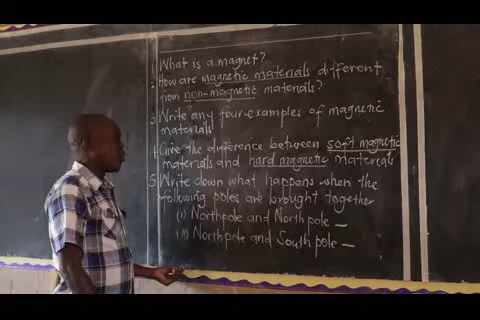 What is a magnet?
2. How are magnetic materials different
from non-magnetic materials?
3 Write any four examples of magnetic
materials
4 Give the difference between soft magnetic
materials and hard magnetic materials
5 Write down what happens when the
following poles are brought together
(i) North pole and North pole —
(ii) North pole and South pole —